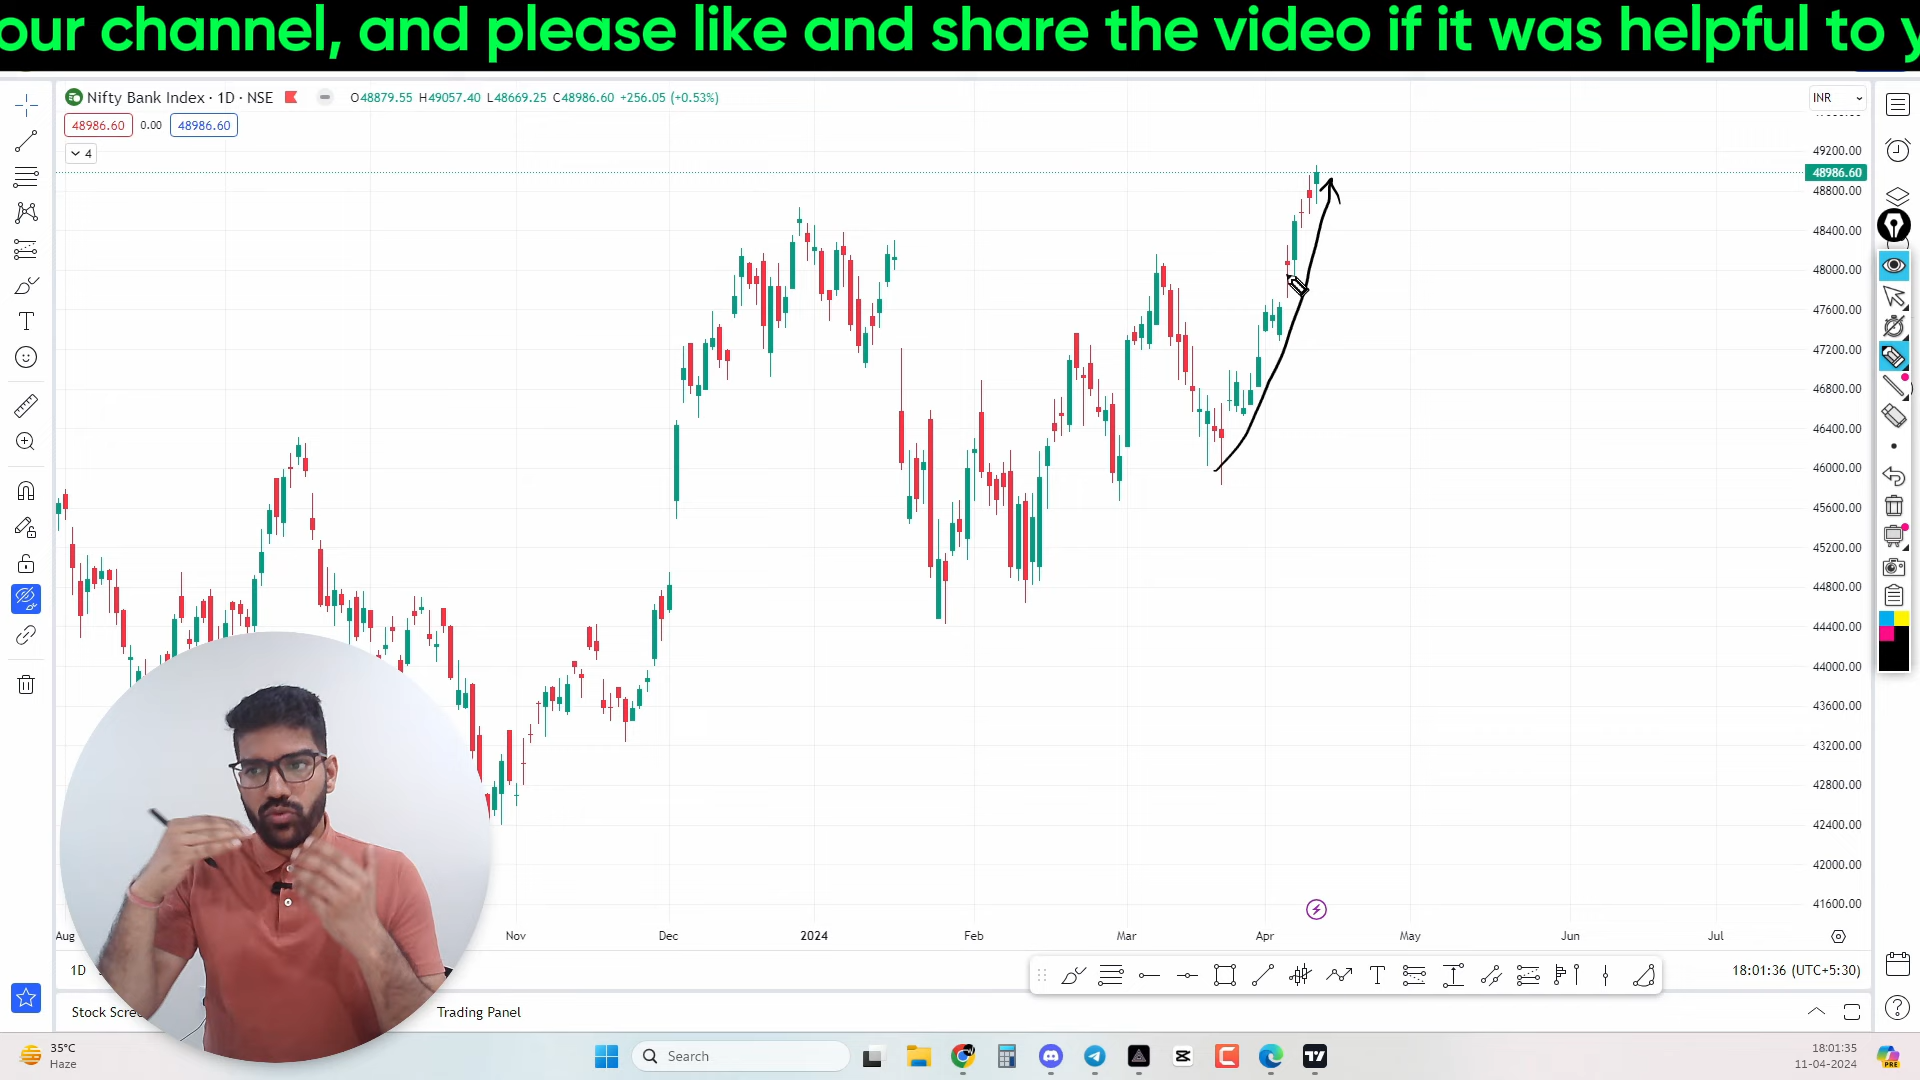 our channel, and please like and share the video if it was helpful to y
Nifty Bank Index · 1D · NSE O48879.55 H49057.40 L48669.25 C48986.60 +256.05 (+0.53%)
INR
48986.60 0.00 48986.60
4
49200.00
48986.60
48800.00
48400.00
48000.00
47600.00
47200.00
46800.00
46400.00
46000.00
45600.00
45200.00
44800.00
44400.00
44000.00
43600.00
43200.00
42800.00
42400.00
42000.00
41600.00
Aug Nov Dec 2024 Feb Mar Apr May Jun Jul
1D
18:01:36 (UTC+5:30)
Stock Scre Trading Panel
35°C
Haze
Search
18:01:35
11-04-2024
PRE